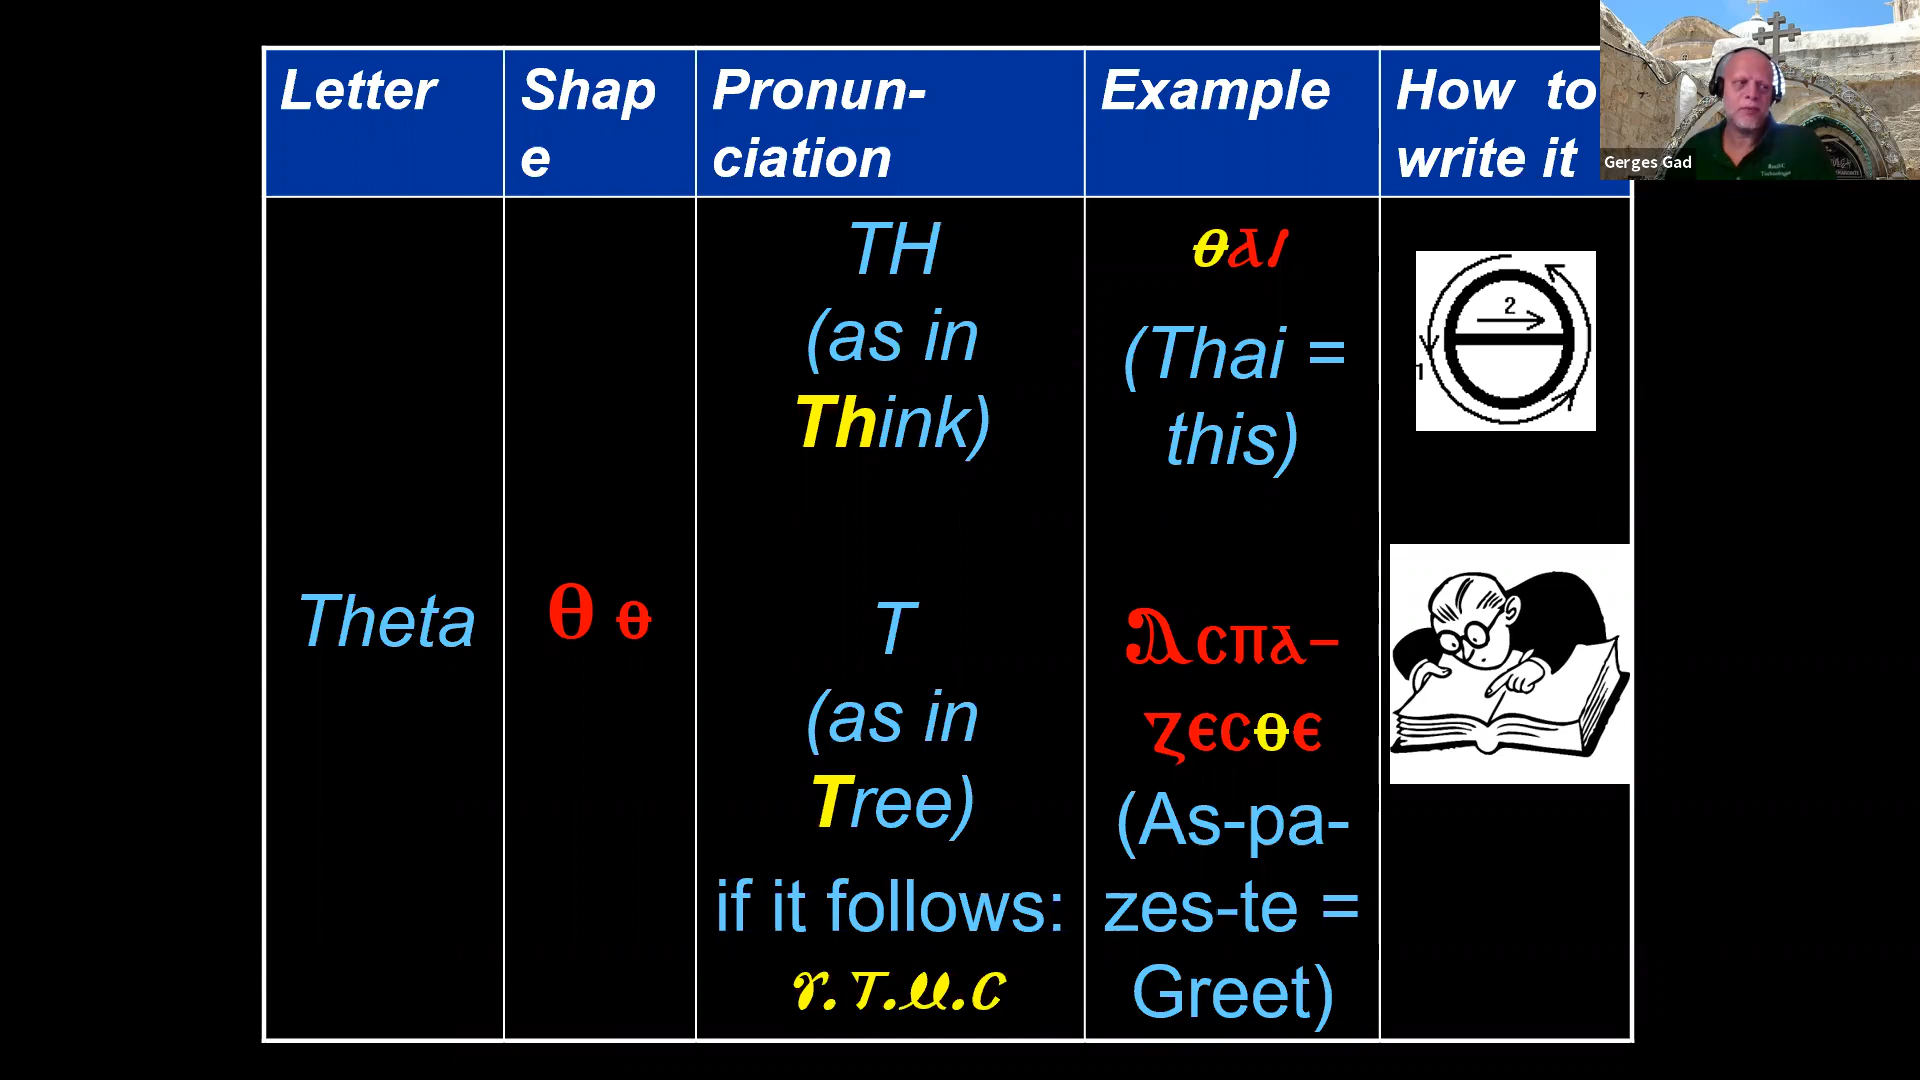 Letter
Shap
e
Pronun-
ciation
Example
How to
write it
Gerges Gad
Theta
Ⲑ ⲑ
TH
(as in
Think)
T
(as in
Tree)
if it follows:
ⲩ.ⲧ.ⲙ.ⲥ
ⲑⲁⲓ
(Thai =
this)
Ⲁⲥⲡⲁ-
ⲍⲉⲥⲑⲉ
(As-pa-
zes-te =
Greet)
2
1